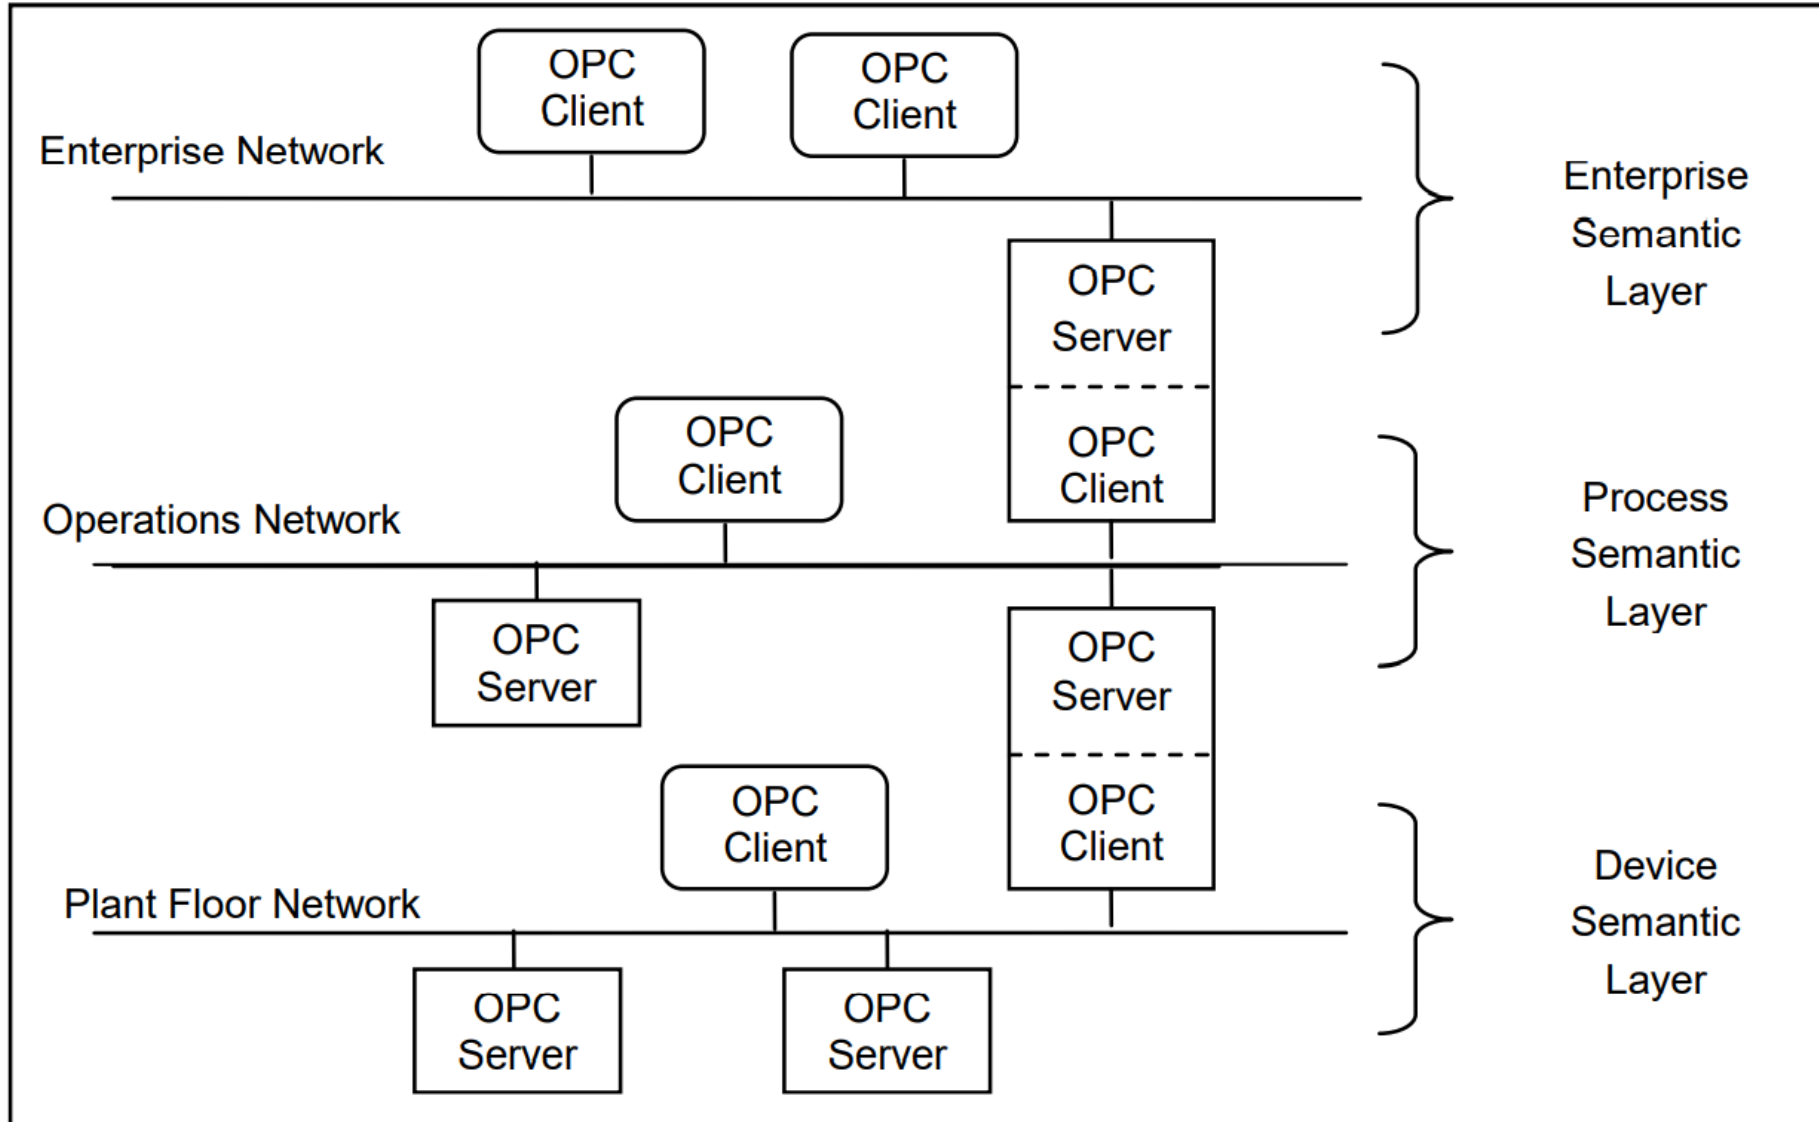 OPC
Client
OPC
Client
Enterprise Network
Enterprise
Semantic
Layer
OPC
Server
OPC
Client
OPC
Client
Operations Network
Process
Semantic
Layer
OPC
Server
OPC
Server
OPC
Client
OPC
Client
Plant Floor Network
Device
Semantic
Layer
OPC
Server
OPC
Server